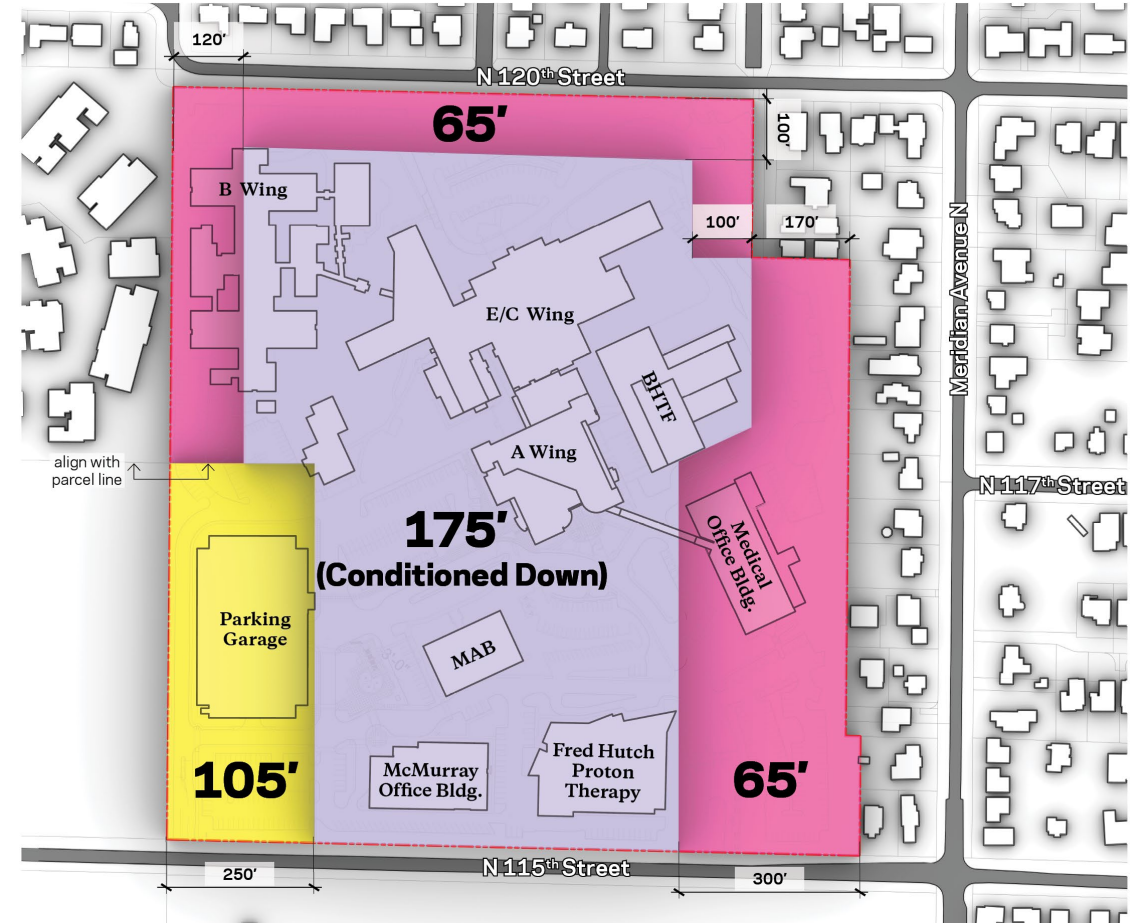 120′
N 120th Street
65′
100′
B Wing
100′
170′
Meridian Avenue N
E/C Wing
BHTF
A Wing
align with
parcel line
N 117th Street
175′
(Conditioned Down)
Medical
Office Bldg.
Parking
Garage
MAB
McMurray
Office Bldg.
Fred Hutch
Proton
Therapy
105′
65′
N 115th Street
250′
300′